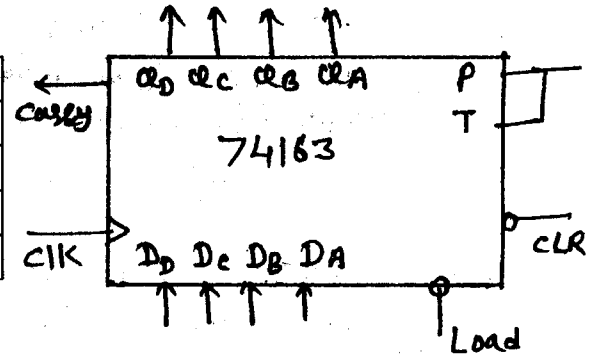 QD QC QB QA P
Carry
T
74163
CLK DD DC DB DA CLR
Load